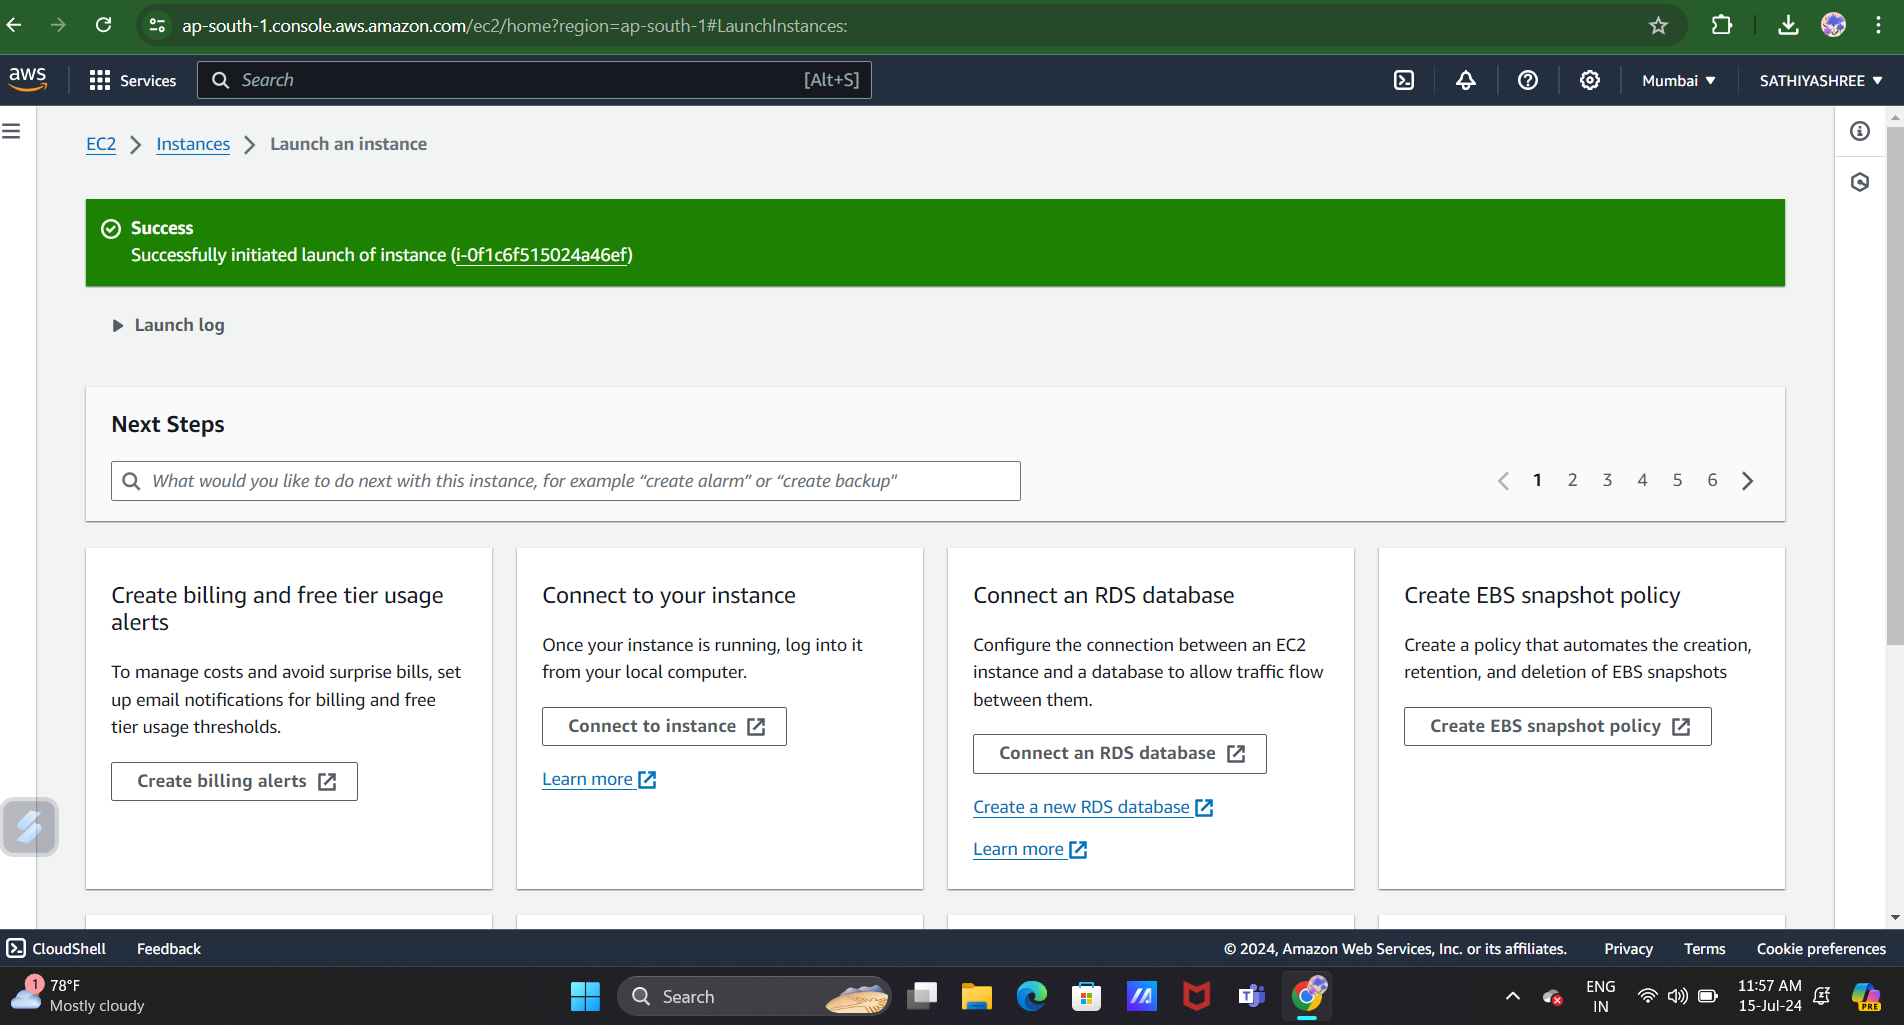 ap-south-1.console.aws.amazon.com/ec2/home?region=ap-south-1#LaunchInstances:
aws
Services
Search
[Alt+S]
Mumbai
SATHIYASHREE
EC2
Instances
Launch an instance
Success
Successfully initiated launch of instance (i-0f1c6f515024a46ef)
Launch log
Next Steps
What would you like to do next with this instance, for example “create alarm” or “create backup"
1 2 3 4 5 6
Create billing and free tier usage
alerts
To manage costs and avoid surprise bills, set
up email notifications for billing and free
tier usage thresholds.
Create billing alerts
Connect to your instance
Once your instance is running, log into it
from your local computer.
Connect to instance
Learn more
Connect an RDS database
Configure the connection between an EC2
instance and a database to allow traffic flow
between them.
Connect an RDS database
Create a new RDS database
Learn more
Create EBS snapshot policy
Create a policy that automates the creation,
retention, and deletion of EBS snapshots
Create EBS snapshot policy
CloudShell
Feedback
© 2024, Amazon Web Services, Inc. or its affiliates.
Privacy
Terms
Cookie preferences
1
78°F
Mostly cloudy
Search
ENG
IN
11:57 AM
15-Jul-24
PRE